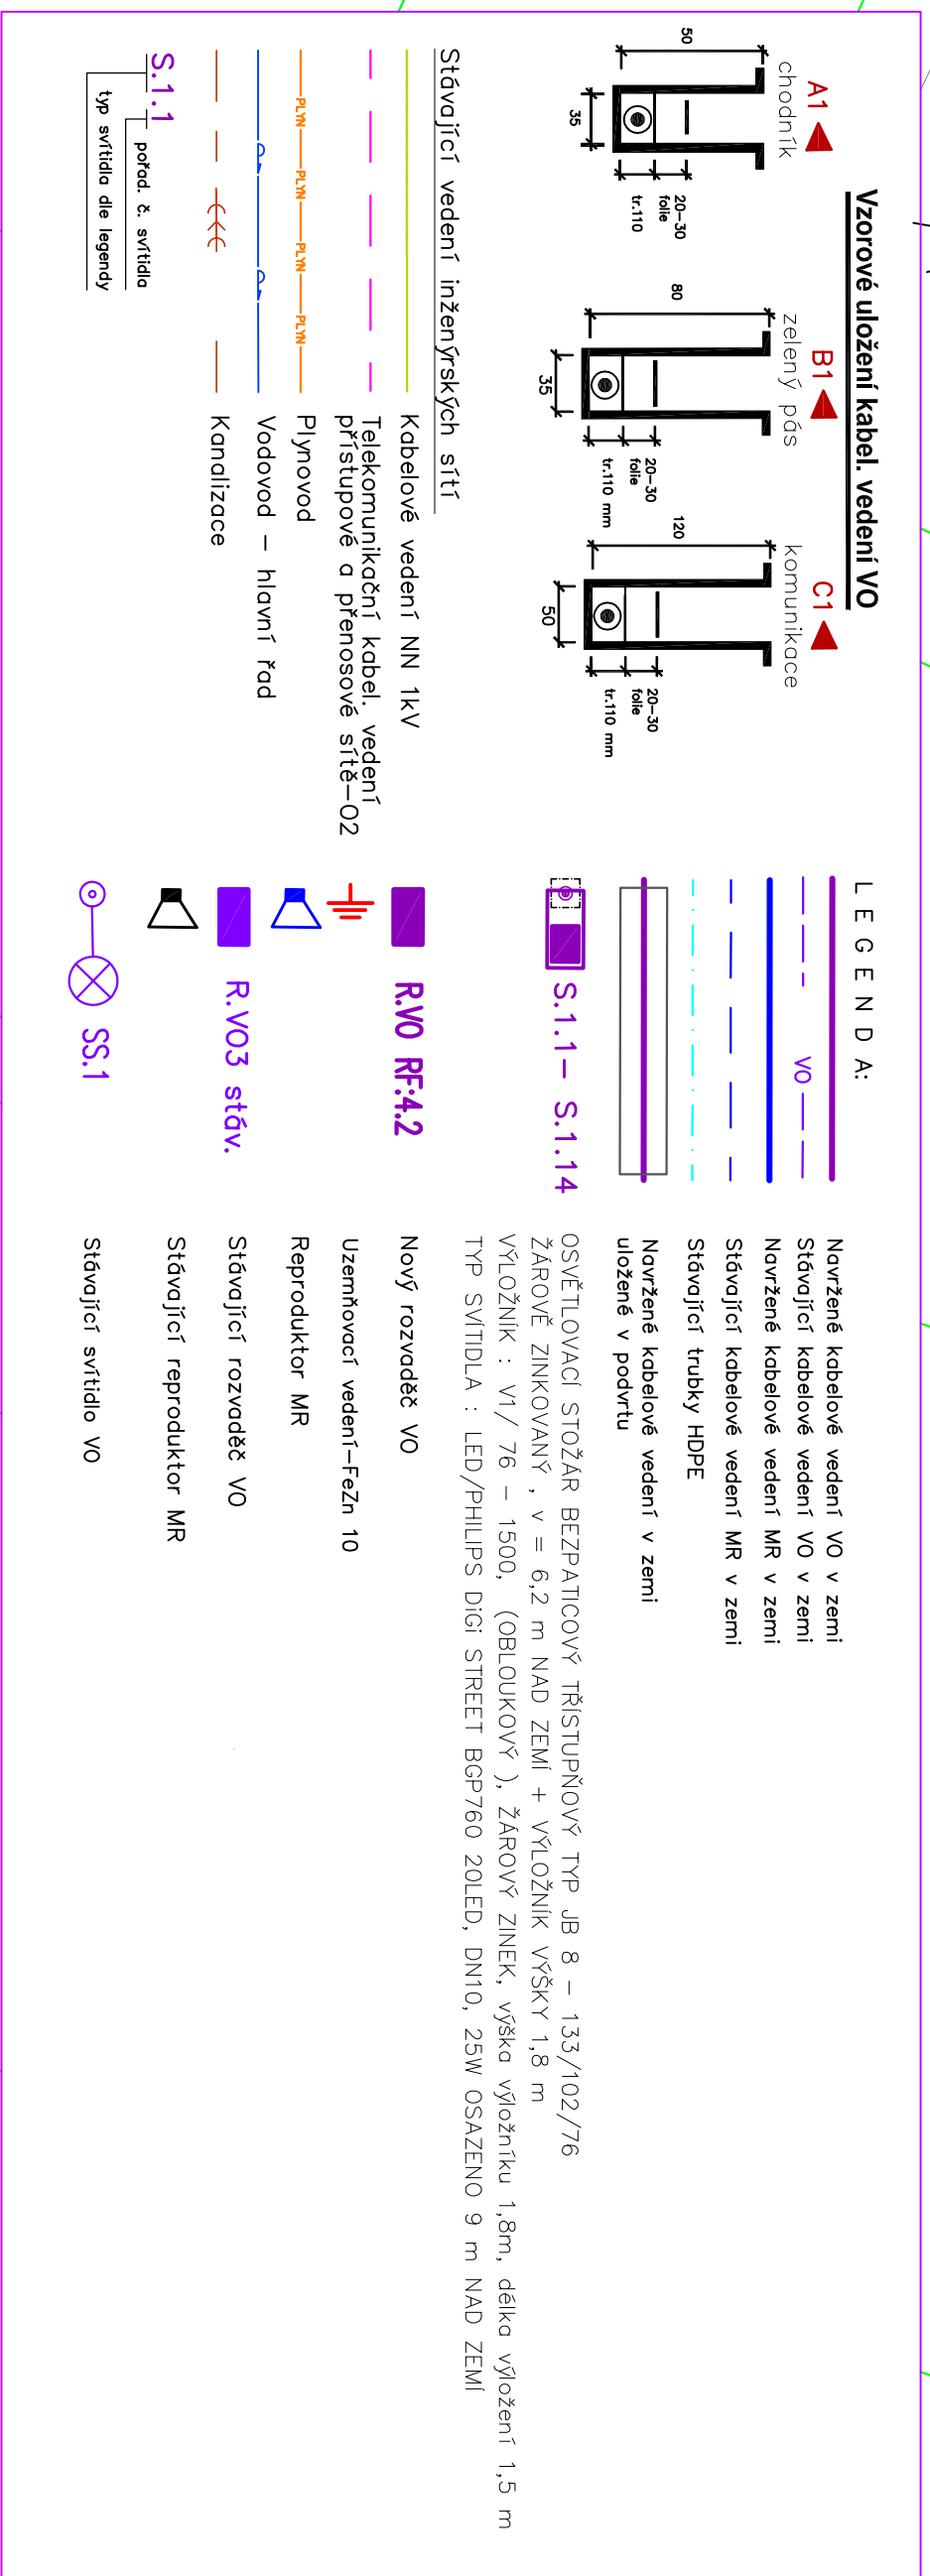 Vzorové uložení kabel. vedení VO
A1
chodník
50
35
20-30
folie
tr.110
B1
zelený pás
80
35
20-30
folie
tr.110 mm
C1
komunikace
120
50
20-30
folie
tr.110 mm
Stávající vedení inženýrských sítí
Kabelové vedení NN 1kV
Telekomunikační kabel. vedení
přístupové a přenosové sítě-O2
PLYN PLYN PLYN PLYN
Plynovod
Vodovod - hlavní řad
Kanalizace
S.1.1
pořad. č. svítidla
typ svítidla dle legendy
L E G E N D A:
Navržené kabelové vedení VO v zemi
VO
Stávající kabelové vedení VO v zemi
Navržené kabelové vedení MR v zemi
Stávající kabelové vedení MR v zemi
Stávající trubky HDPE
Navržené kabelové vedení v zemi
uložené v podvrtu
S.1.1- S.1.14
OSVĚTLOVACÍ STOŽÁR BEZPATICOVÝ TŘÍSTUPŇOVÝ TYP JB 8 - 133/102/76
ŽÁROVĚ ZINKOVANÝ , v = 6,2 m NAD ZEMÍ + VÝLOŽNÍK VÝŠKY 1,8 m
VÝLOŽNÍK : V1/ 76 - 1500, (OBLOUKOVÝ ), ŽÁROVÝ ZINEK, výška výložníku 1,8m, délka výložení 1,5 m
TYP SVÍTIDLA : LED/PHILIPS DiGi STREET BGP760 20LED, DN10, 25W OSAZENO 9 m NAD ZEMÍ
R.VO RF:4.2
Nový rozvaděč VO
Uzemňovací vedení-FeZn 10
Reproduktor MR
R.VO3 stáv.
Stávající rozvaděč VO
Stávající reproduktor MR
SS.1
Stávající svítidlo VO